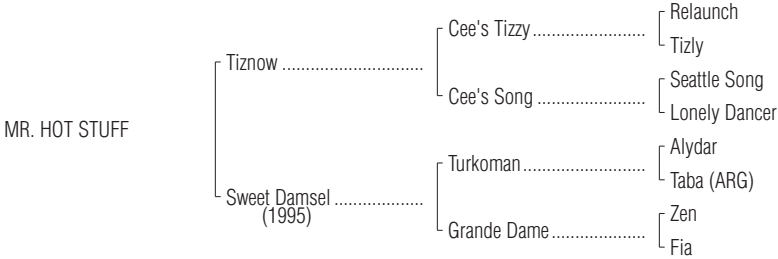 Relaunch
Cee's Tizzy........................
Tizly
Tiznow ..............................
Seattle Song
Cee's Song .......................
Lonely Dancer
MR. HOT STUFF
Alydar
Turkoman..........................
Taba (ARG)
Sweet Damsel ...................
(1995)
Zen
Grande Dame....................
Fia